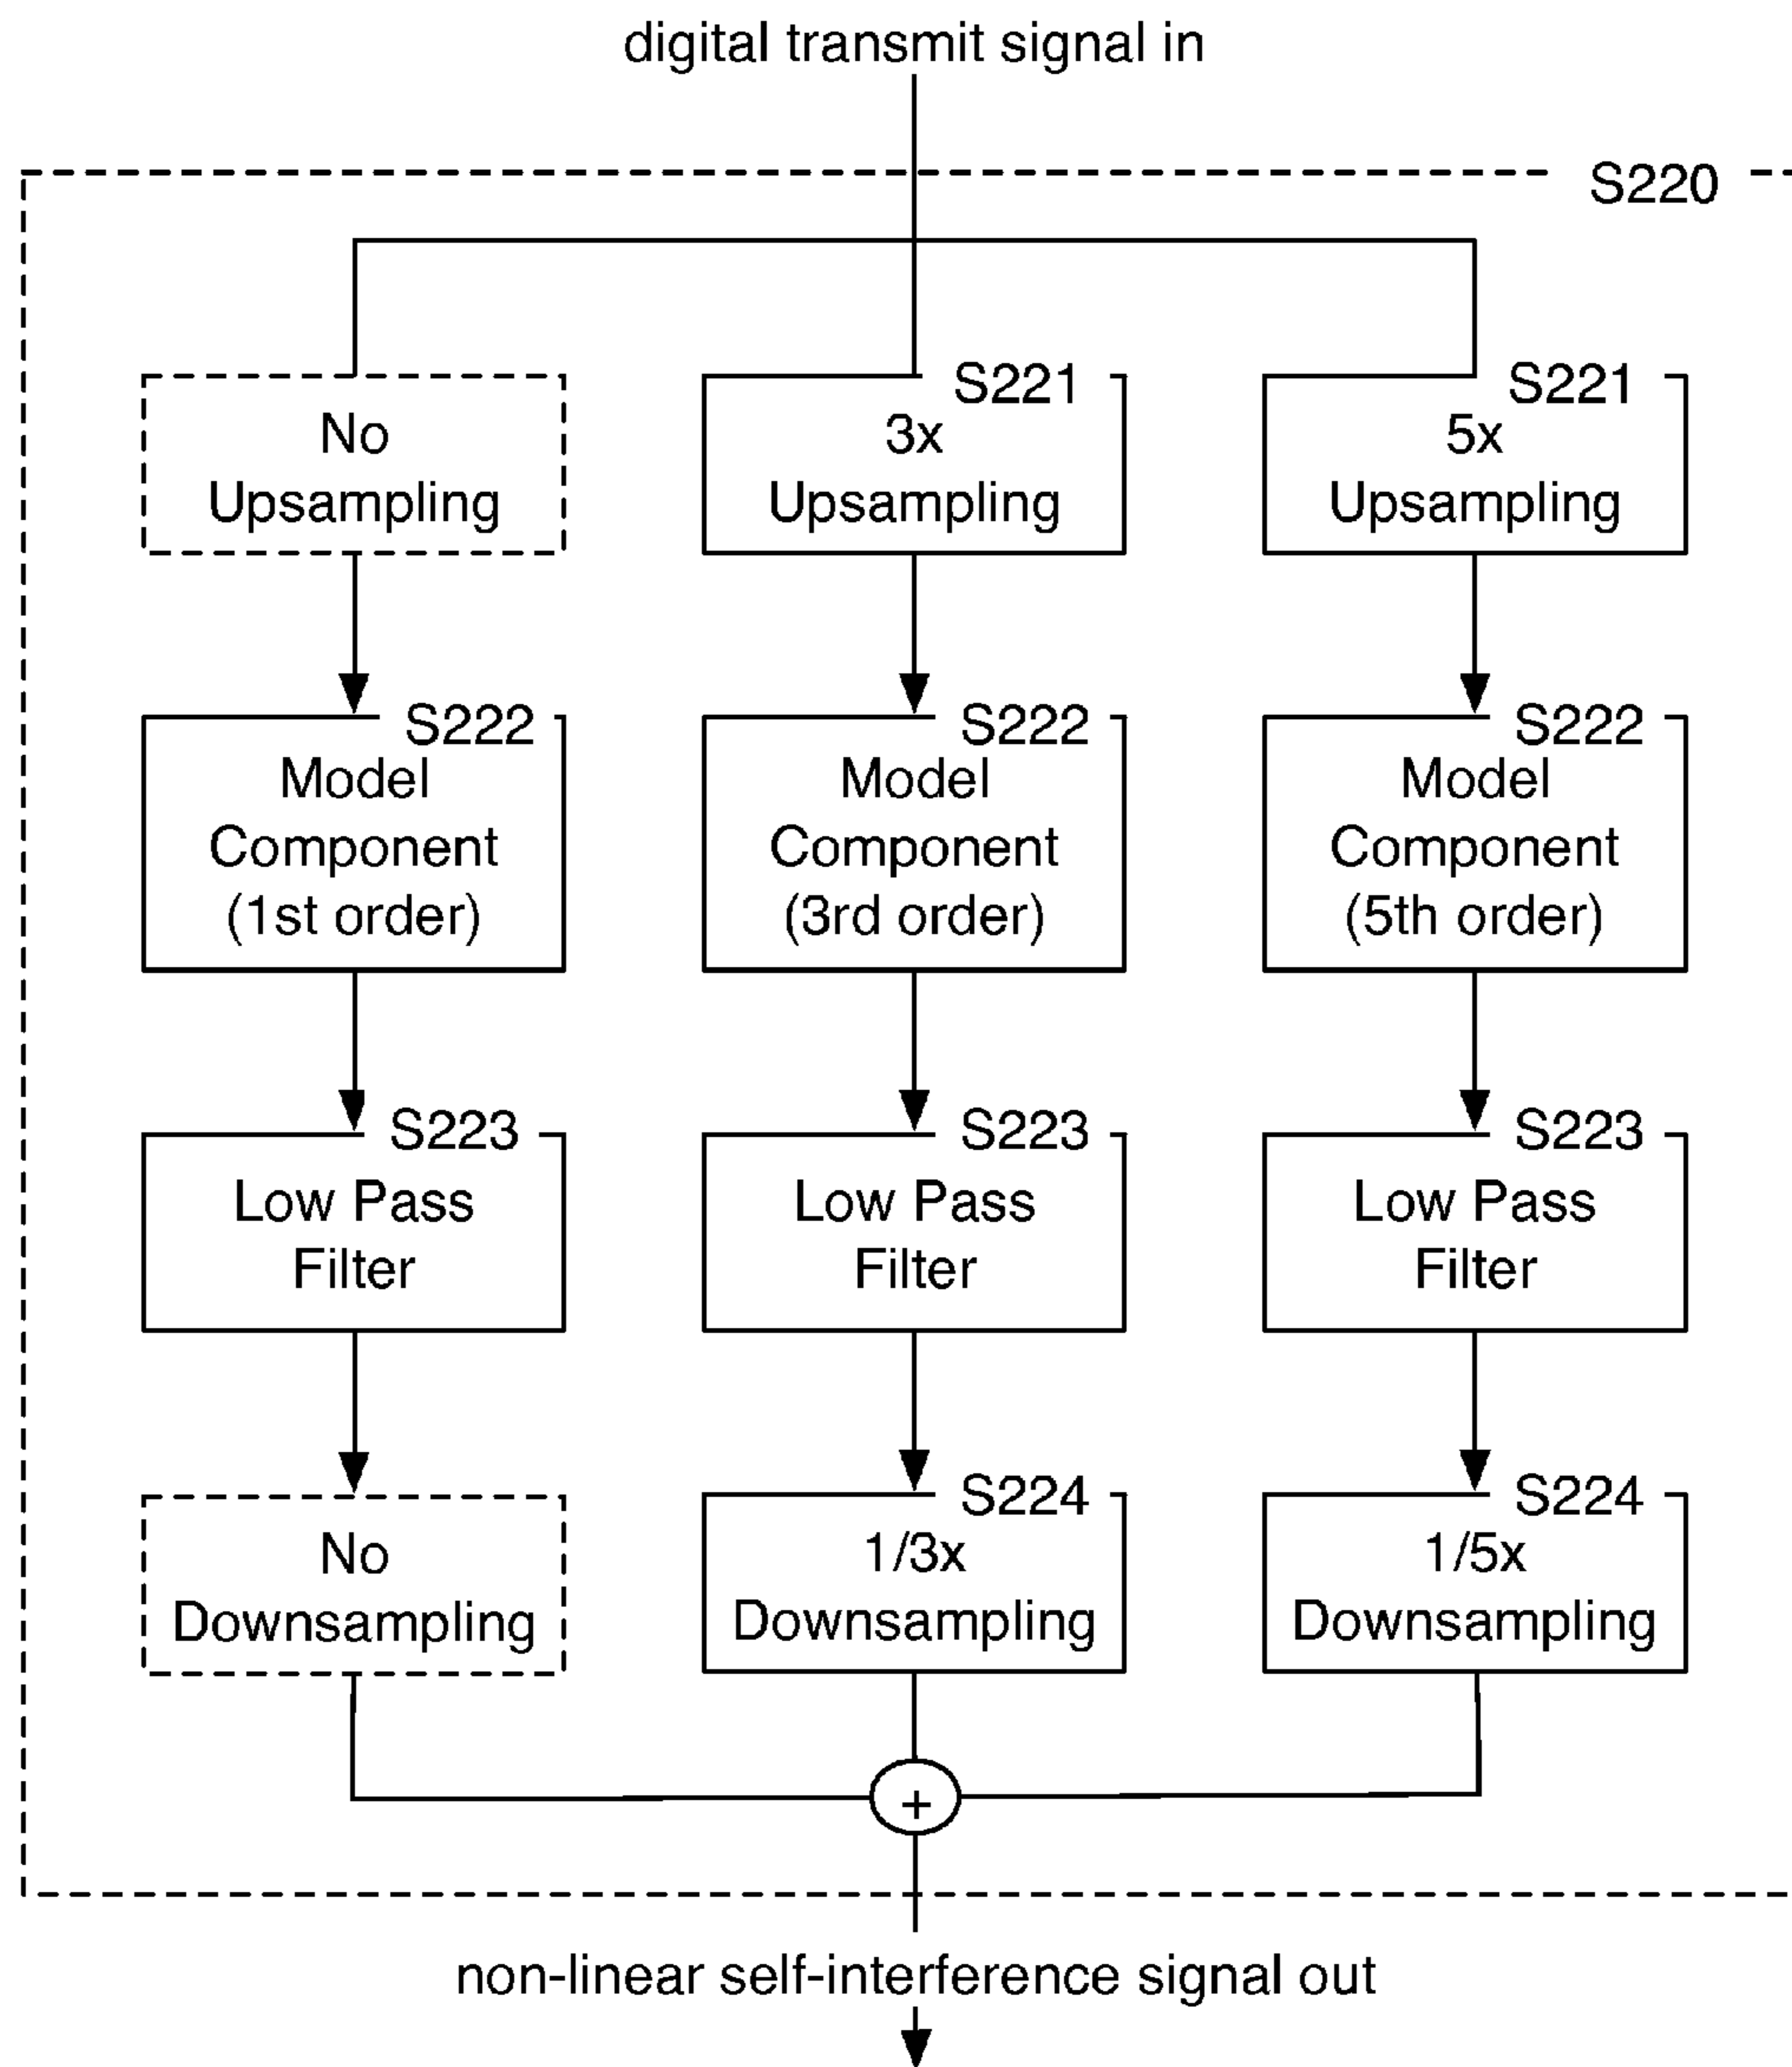 digital transmit signal in
S220
No
Upsampling
S221
3x
Upsampling
S221
5x
Upsampling
S222
Model
Component
(1st order)
S222
Model
Component
(3rd order)
S222
Model
Component
(5th order)
S223
Low Pass
Filter
S223
Low Pass
Filter
S223
Low Pass
Filter
No
Downsampling
S224
1/3x
Downsampling
S224
1/5x
Downsampling
+
non-linear self-interference signal out